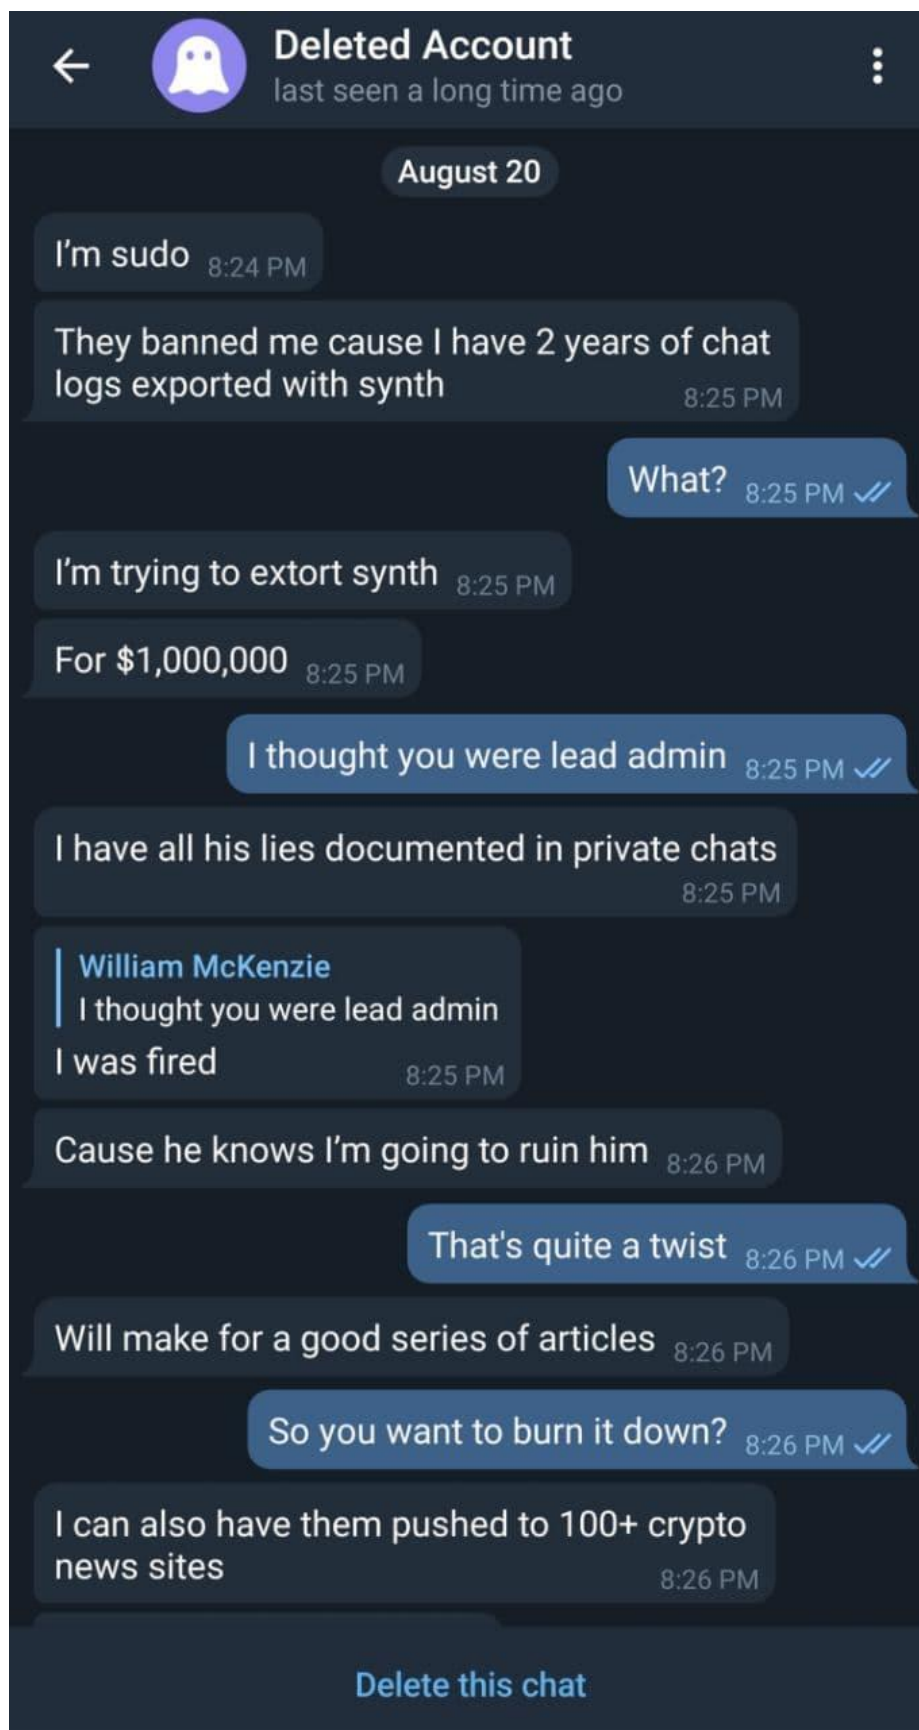 Deleted Account
last seen a long time ago
August 20
I'm sudo 8:24 PM
They banned me cause I have 2 years of chat
logs exported with synth 8:25 PM
What? 8:25 PM
I'm trying to extort synth 8:25 PM
For $1,000,000 8:25 PM
I thought you were lead admin 8:25 PM
I have all his lies documented in private chats
8:25 PM
William McKenzie
I thought you were lead admin
I was fired 8:25 PM
Cause he knows I'm going to ruin him 8:26 PM
That's quite a twist 8:26 PM
Will make for a good series of articles 8:26 PM
So you want to burn it down? 8:26 PM
I can also have them pushed to 100+ crypto
news sites 8:26 PM
Delete this chat